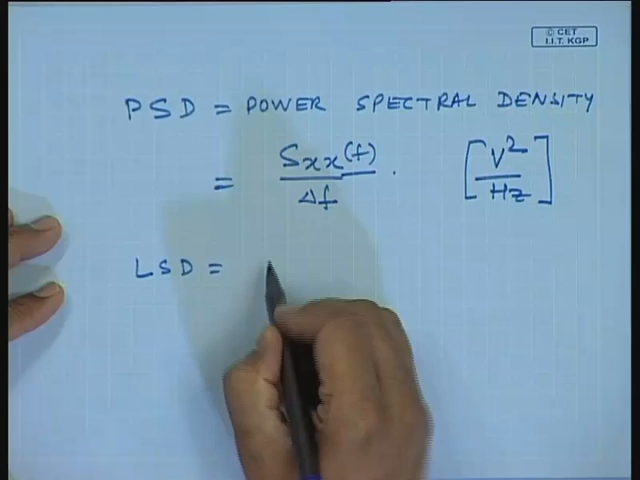 © CET
I.I.T. KGP
PSD = POWER SPECTRAL DENSITY
= Sxx(f) / Δf . [V² / Hz]
LSD =